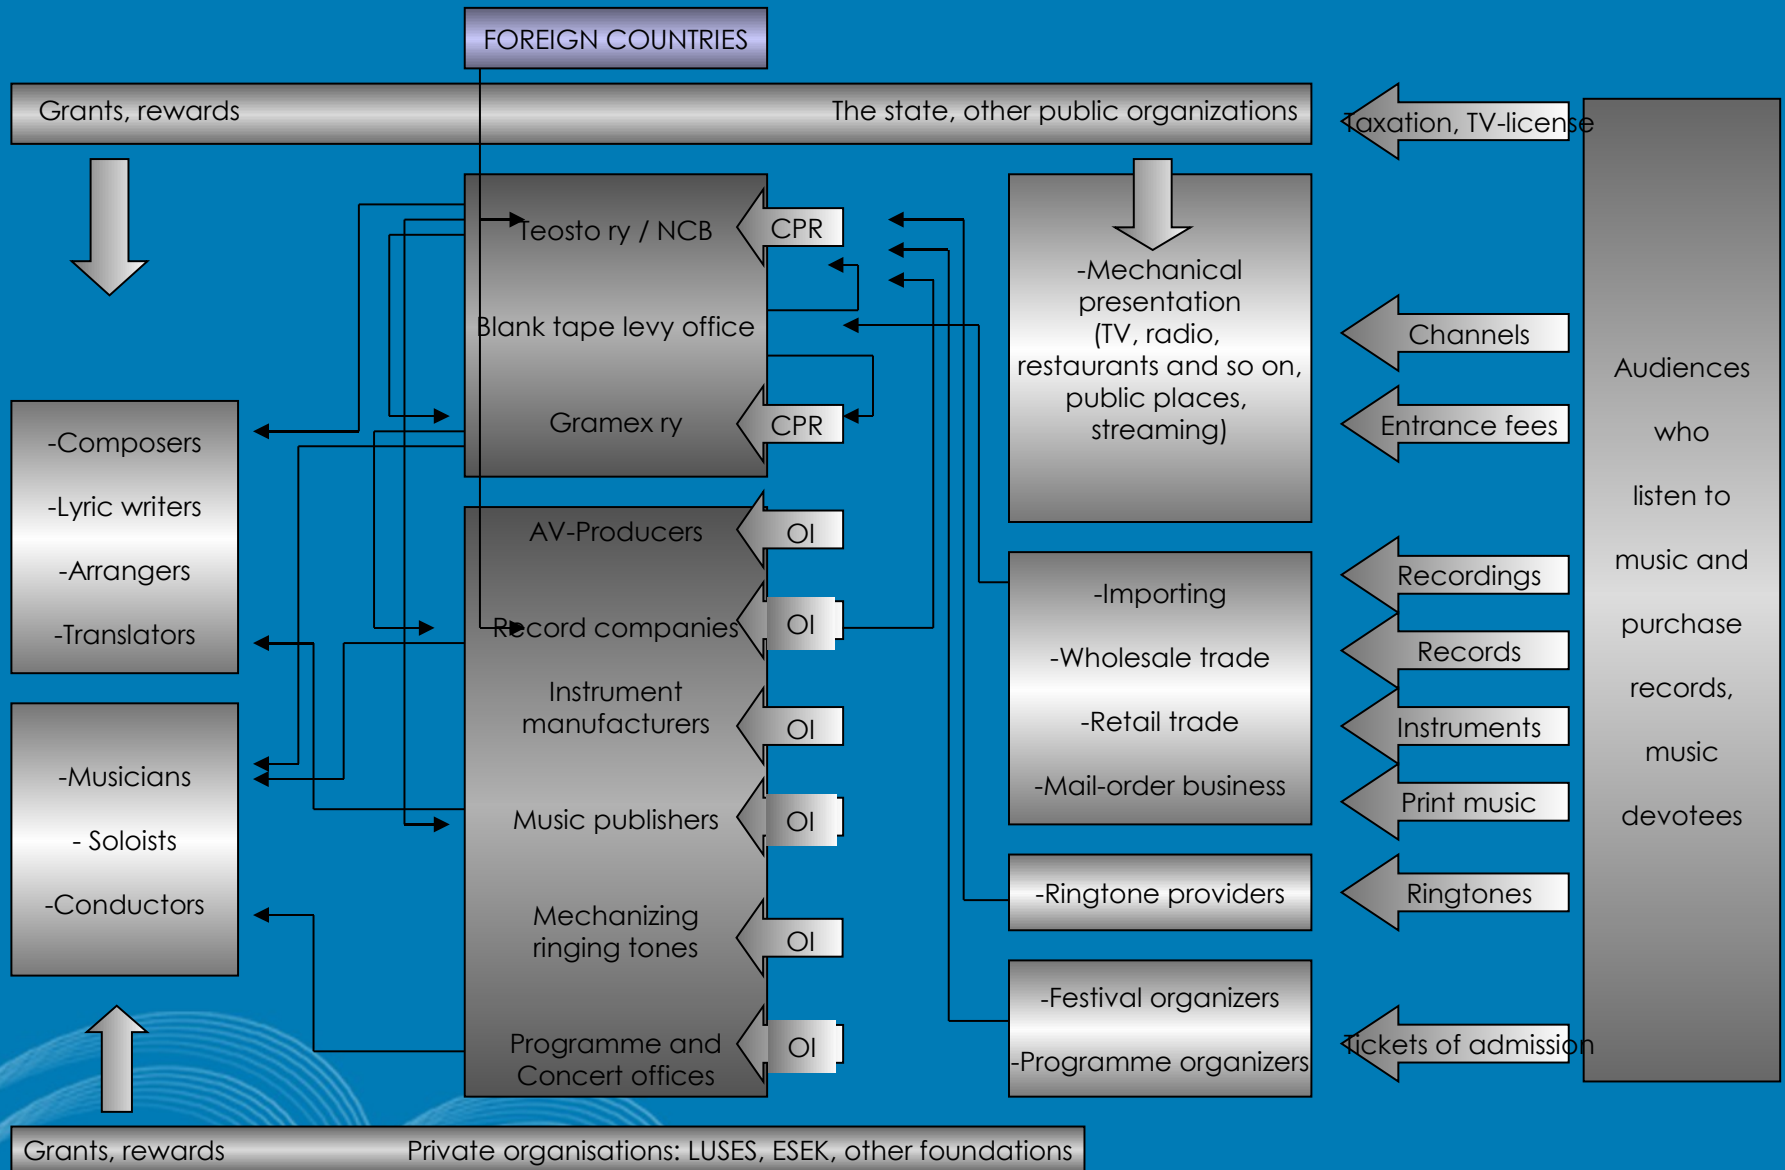 FOREIGN COUNTRIES
Grants, rewards
The state, other public organizations
Taxation, TV-license
Teosto ry / NCB
CPR
Blank tape levy office
Gramex ry
CPR
-Mechanical
presentation
(TV, radio,
restaurants and so on,
public places,
streaming)
Channels
Entrance fees
-Composers
-Lyric writers
-Arrangers
-Translators
-Musicians
- Soloists
-Conductors
AV-Producers
OI
Record companies
OI
Instrument
manufacturers
OI
Music publishers
OI
Mechanizing
ringing tones
OI
Programme and
Concert offices
OI
-Importing
-Wholesale trade
-Retail trade
-Mail-order business
-Ringtone providers
-Festival organizers
-Programme organizers
Recordings
Records
Instruments
Print music
Ringtones
Tickets of admission
Audiences
who
listen to
music and
purchase
records,
music
devotees
Grants, rewards
Private organisations: LUSES, ESEK, other foundations